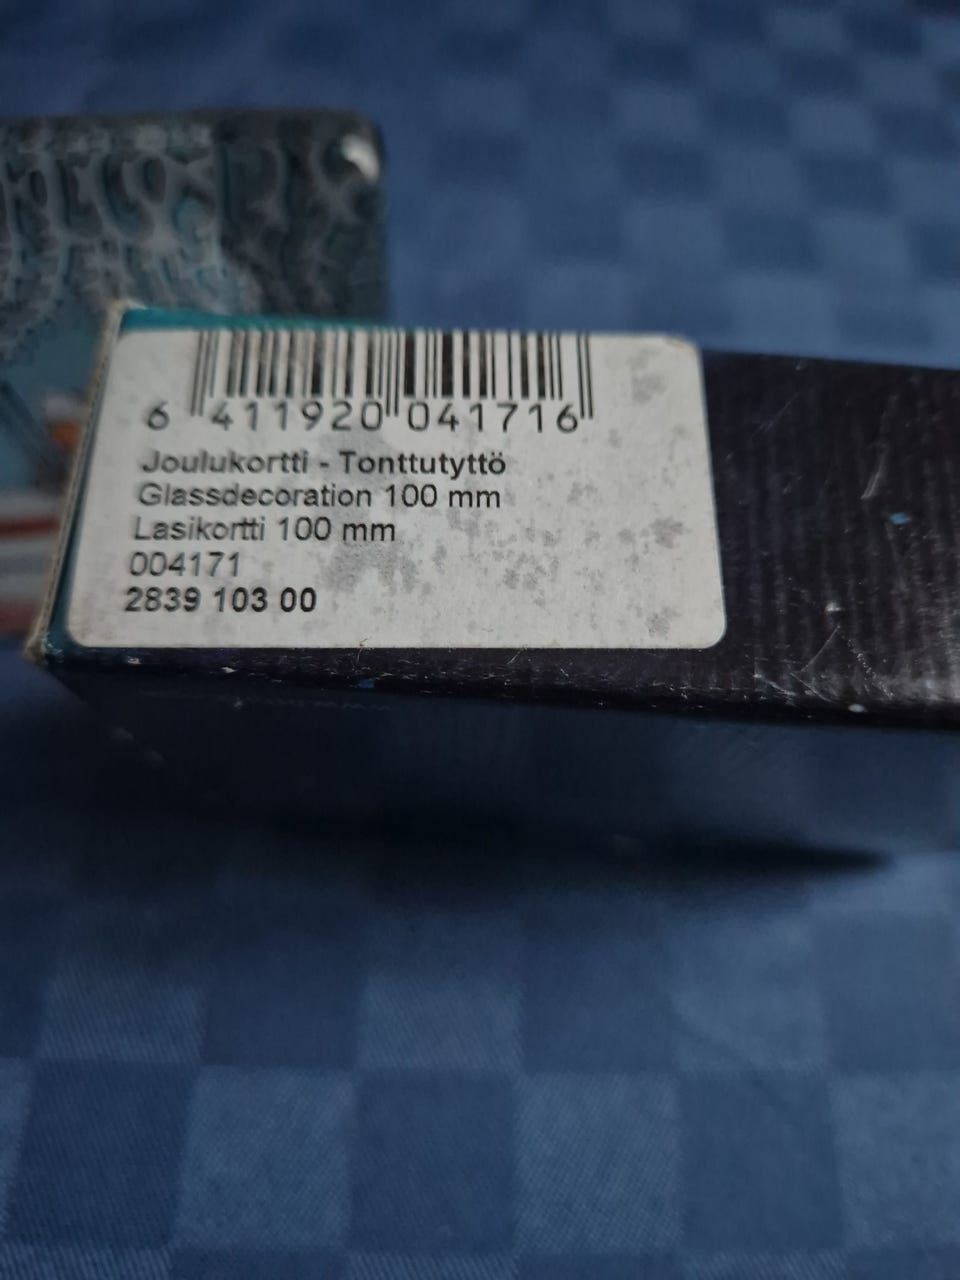 6 411920 041716
Joulukortti - Tonttutyttö
Glassdecoration 100 mm
Lasikortti 100 mm
004171
2839 103 00